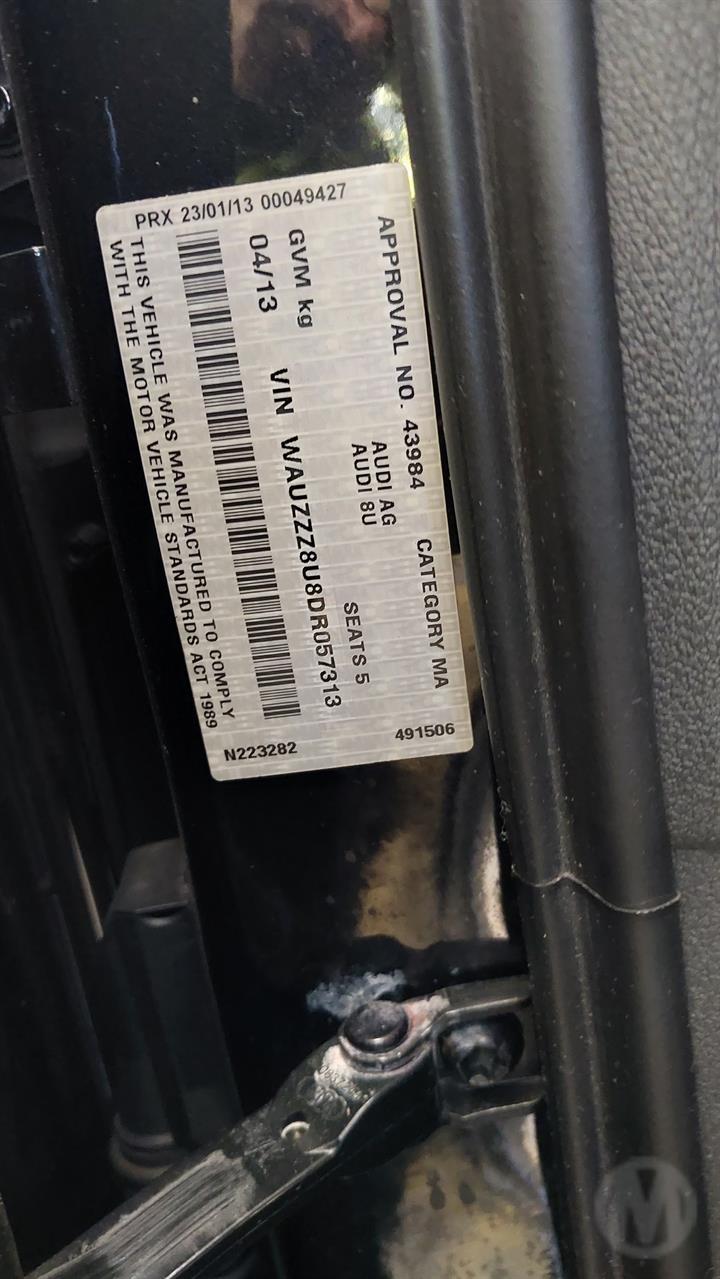 PRX 23/01/13 00049427
APPROVAL NO. 43984 CATEGORY MA
AUDI AG
AUDI 8U SEATS 5
GVM kg
04/13 VIN WAUZZZ8U8DR057313
THIS VEHICLE WAS MANUFACTURED TO COMPLY
WITH THE MOTOR VEHICLE STANDARDS ACT 1989
491506
N223282
M